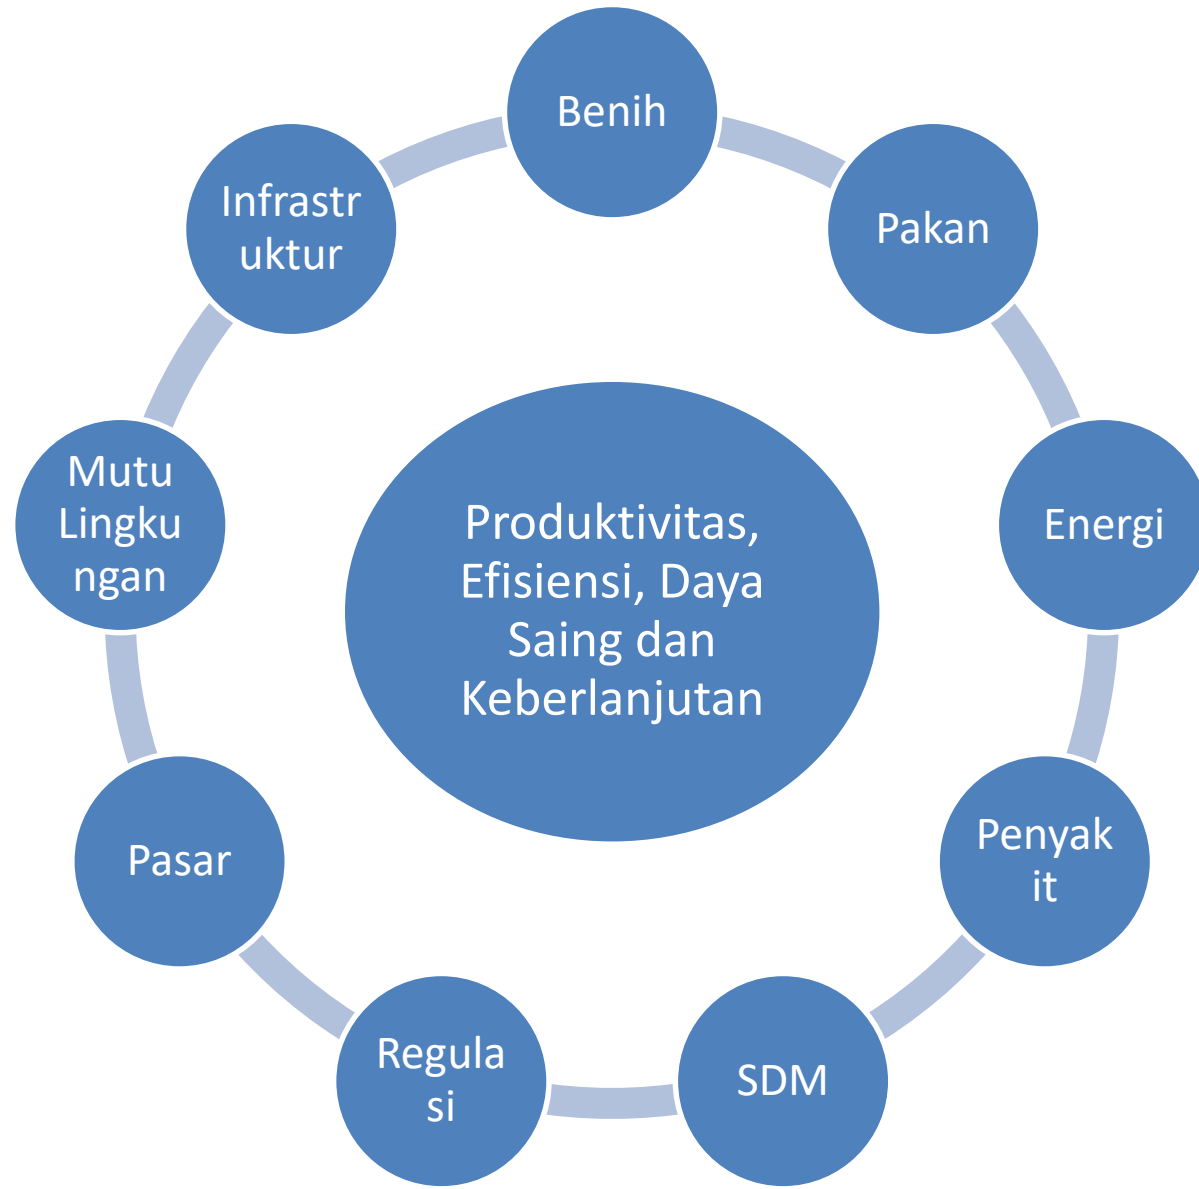 Benih
Pakan
Energi
Penyak
it
SDM
Regula
si
Pasar
Mutu
Lingku
ngan
Infrastr
uktur
Produktivitas,
Efisiensi, Daya
Saing dan
Keberlanjutan